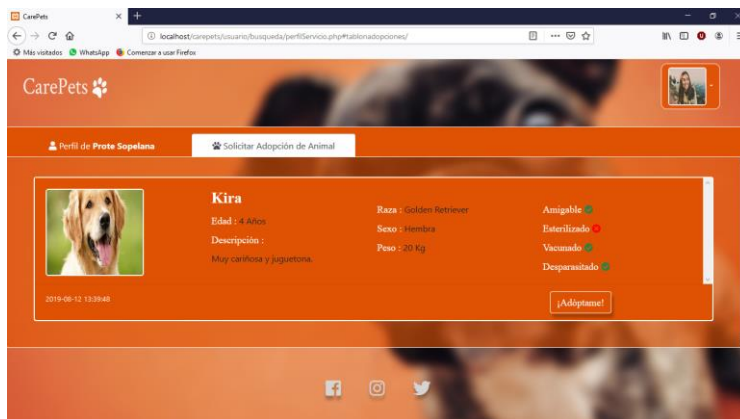 CarePets
localhost/carepets/usuario/busqueda/perfilServicio.php#tablonadopciones/
Más visitados WhatsApp Comenzar a usar Firefox
CarePets
Perfil de Prote Sopelana
Solicitar Adopción de Animal
Kira
Edad : 4 Años
Descripción :
Muy cariñosa y juguetona.
Raza : Golden Retriever
Sexo : Hembra
Peso : 20 Kg
Amigable
Esterilizado
Vacunado
Desparasitado
2019-08-12 13:39:48
¡Adóptame!